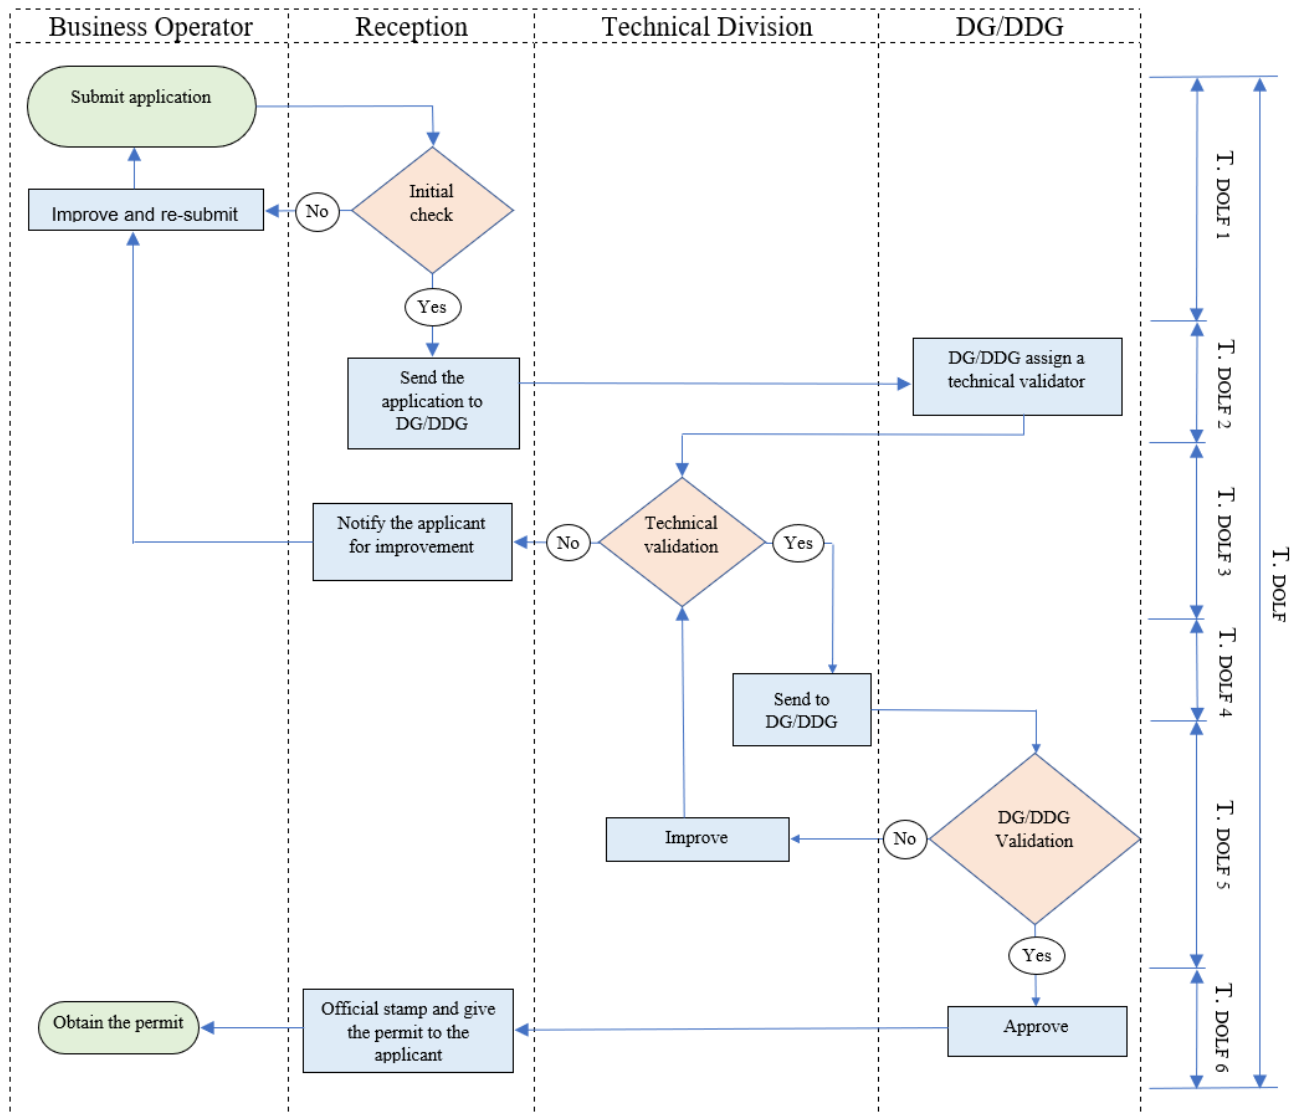 Business Operator
Reception
Technical Division
DG/DDG
Submit application
Initial
check
No
Improve and re-submit
Yes
Send the
application to
DG/DDG
DG/DDG assign a
technical validator
Technical
validation
No
Yes
Notify the applicant
for improvement
Send to
DG/DDG
DG/DDG
Validation
No
Improve
Yes
Approve
Official stamp and give
the permit to the
applicant
Obtain the permit
T. DOLF 1
T. DOLF 2
T. DOLF 3
T. DOLF 4
T. DOLF 5
T. DOLF 6
T. DOLF